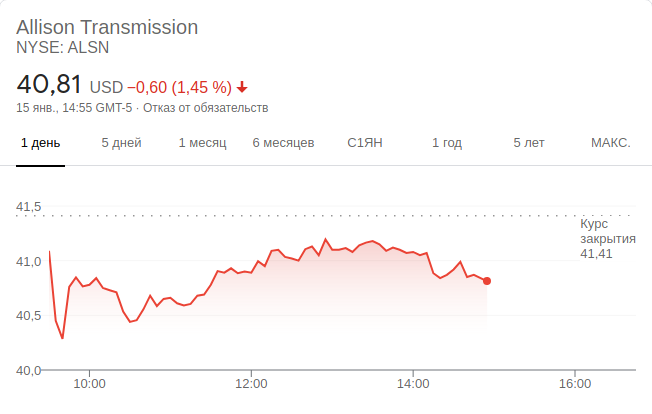 Allison Transmission
NYSE: ALSN
40,81 USD −0,60 (1,45 %)
15 янв., 14:55 GMT-5 · Отказ от обязательств
1 день 5 дней 1 месяц 6 месяцев С1ЯН 1 год 5 лет МАКС.
41,5
Курс
закрытия
41,41
41,0
40,5
40,0
10:00 12:00 14:00 16:00